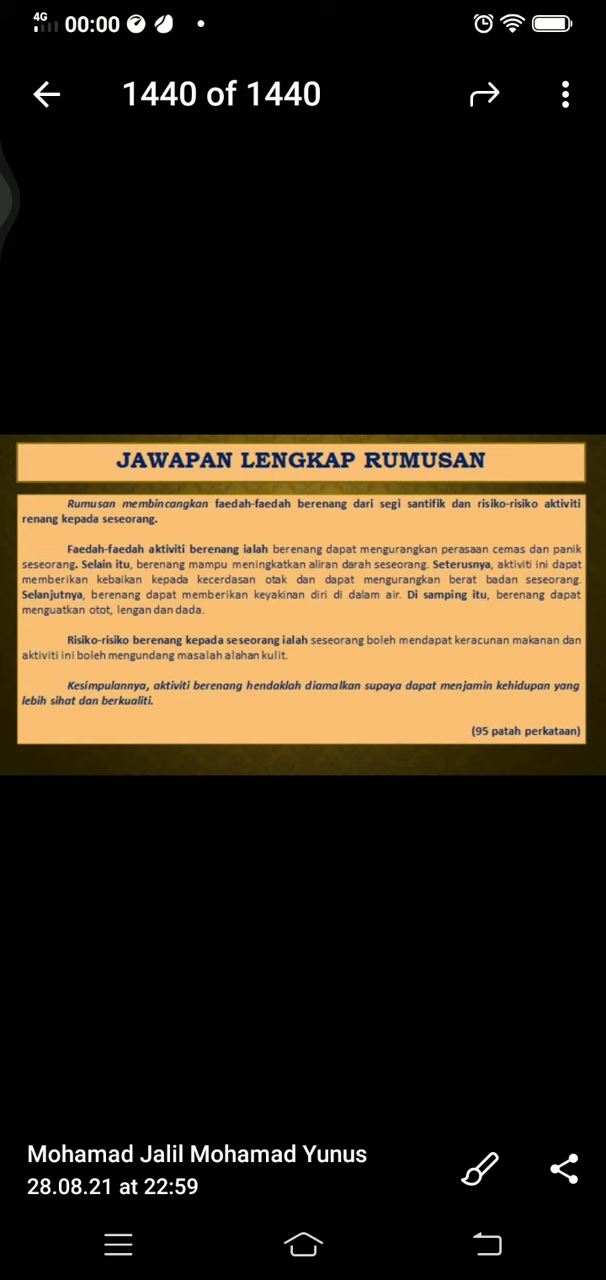 4G 00:00
1440 of 1440
JAWAPAN LENGKAP RUMUSAN
Rumusan membincangkan faedah-faedah berenang dari segi santifik dan risiko-risiko aktiviti
renang kepada seseorang.
Faedah-faedah aktiviti berenang ialah berenang dapat mengurangkan perasaan cemas dan panik
seseorang. Selain itu, berenang mampu meningkatkan aliran darah seseorang. Seterusnya, aktiviti ini dapat
memberikan kebaikan kepada kecerdasan otak dan dapat mengurangkan berat badan seseorang.
Selanjutnya, berenang dapat memberikan keyakinan diri di dalam air. Di samping itu, berenang dapat
menguatkan otot, lengan dan dada.
Risiko-risiko berenang kepada seseorang ialah seseorang boleh mendapat keracunan makanan dan
aktiviti ini boleh mengundang masalah alahan kulit.
Kesimpulannya, aktiviti berenang hendaklah diamalkan supaya dapat menjamin kehidupan yang
lebih sihat dan berkualiti.
(95 patah perkataan)
Mohamad Jalil Mohamad Yunus
28.08.21 at 22:59